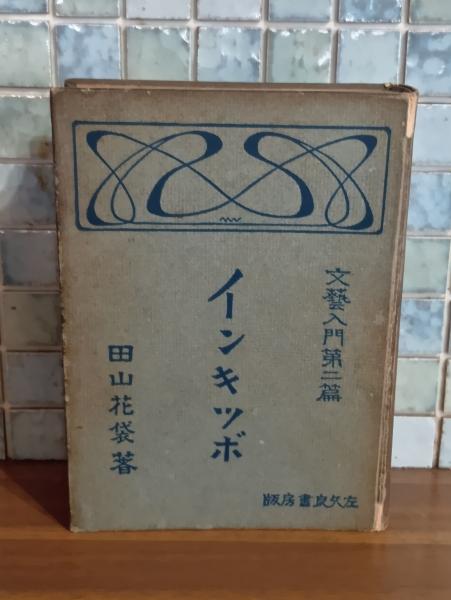 文藝入門第二篇
インキツボ
田山花袋著
左久良書房版